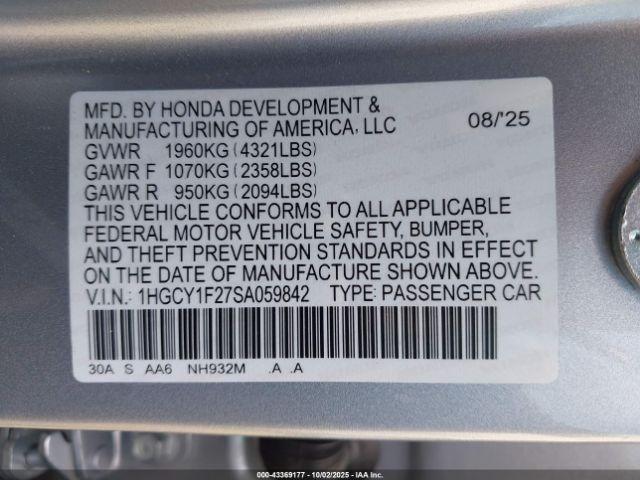 MFD. BY HONDA DEVELOPMENT &
MANUFACTURING OF AMERICA, LLC 08/'25
GVWR 1960KG (4321LBS)
GAWR F 1070KG (2358LBS)
GAWR R 950KG (2094LBS)
THIS VEHICLE CONFORMS TO ALL APPLICABLE
FEDERAL MOTOR VEHICLE SAFETY, BUMPER,
AND THEFT PREVENTION STANDARDS IN EFFECT
ON THE DATE OF MANUFACTURE SHOWN ABOVE.
V.I.N.: 1HGCY1F27SA059842 TYPE: PASSENGER CAR
30A S AA6 NH932M .A .A
000-43369177 - 10/02/2025 - IAAI.COM